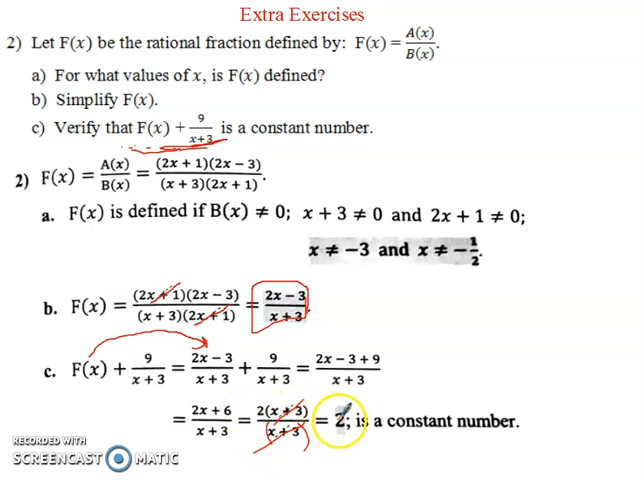 Extra Exercises
2) Let F(x) be the rational fraction defined by: F(x) = A(x)/B(x).
a) For what values of x, is F(x) defined?
b) Simplify F(x).
c) Verify that F(x) + 9/(x+3) is a constant number.
2) F(x) = A(x)/B(x) = (2x + 1)(2x − 3)/(x + 3)(2x + 1).
a. F(x) is defined if B(x) ≠ 0; x + 3 ≠ 0 and 2x + 1 ≠ 0;
x ≠ −3 and x ≠ −1/2
b. F(x) = (2x + 1)(2x − 3)/(x + 3)(2x + 1) = (2x − 3)/(x + 3).
c. F(x) + 9/(x + 3) = (2x − 3)/(x + 3) + 9/(x + 3) = (2x − 3 + 9)/(x + 3)
= (2x + 6)/(x + 3) = 2(x + 3)/(x + 3) = 2; is a constant number.
RECORDED WITH
SCREENCAST MATIC